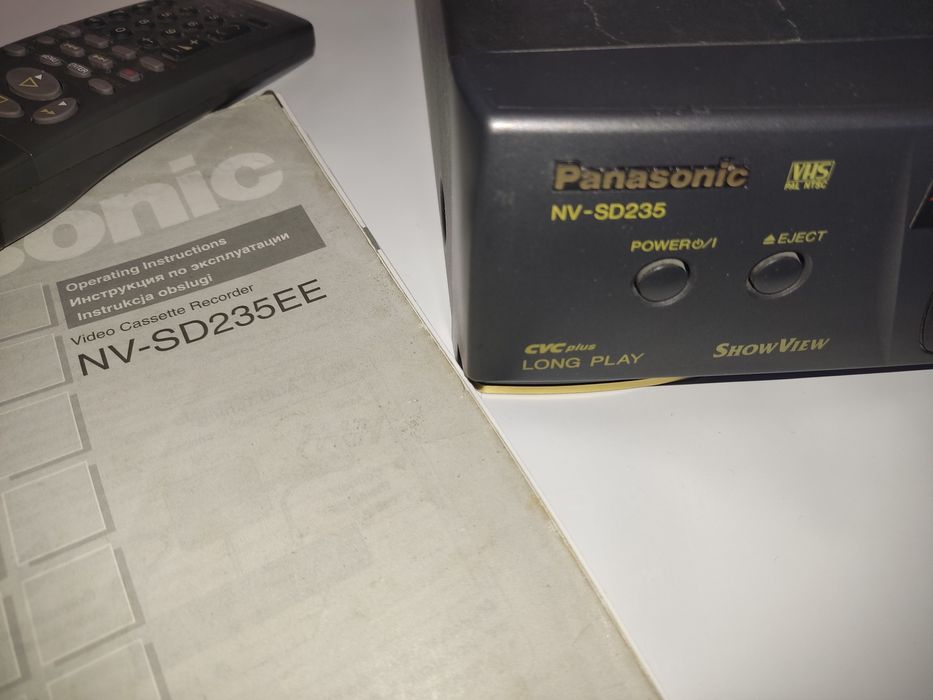 sonic
Operating Instructions
Инструкция по эксплуатации
Instrukcja obsługi
Video Cassette Recorder
NV-SD235EE
Panasonic
VHS
PAL NTSC
NV-SD235
POWER⏻/I
⏏EJECT
CVC plus
LONG PLAY
SHOWVIEW